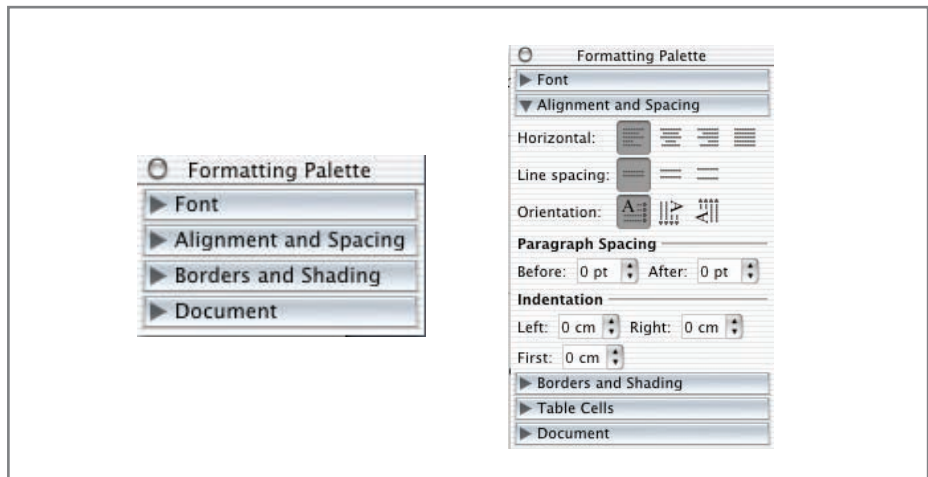 Formatting Palette
Font
Alignment and Spacing
Borders and Shading
Document
Formatting Palette
Font
Alignment and Spacing
Horizontal:
Line spacing:
Orientation:
Paragraph Spacing
Before: 0 pt After: 0 pt
Indentation
Left: 0 cm Right: 0 cm
First: 0 cm
Borders and Shading
Table Cells
Document